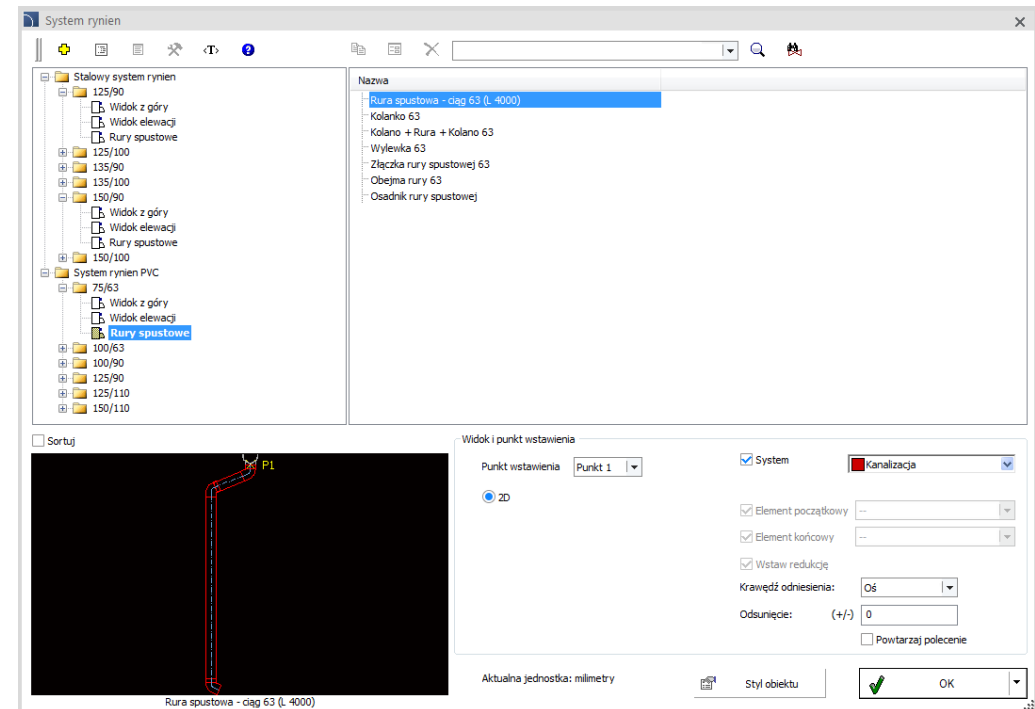 System rynien
<T>
Stalowy system rynien
125/90
Widok z góry
Widok elewacji
Rury spustowe
125/100
135/90
135/100
150/90
Widok z góry
Widok elewacji
Rury spustowe
150/100
System rynien PVC
75/63
Widok z góry
Widok elewacji
Rury spustowe
100/63
100/90
125/90
125/110
150/110
Nazwa
Rura spustowa - ciąg 63 (L 4000)
Kolanko 63
Kolano + Rura + Kolano 63
Wylewka 63
Złączka rury spustowej 63
Obejma rury 63
Osadnik rury spustowej
Sortuj
P1
Rura spustowa - ciąg 63 (L 4000)
Widok i punkt wstawienia
Punkt wstawienia Punkt 1
2D
System Kanalizacja
Element początkowy --
Element końcowy --
Wstaw redukcję
Krawędź odniesienia: Oś
Odsunięcie: (+/-) 0
Powtarzaj polecenie
Aktualna jednostka: milimetry
Styl obiektu
OK